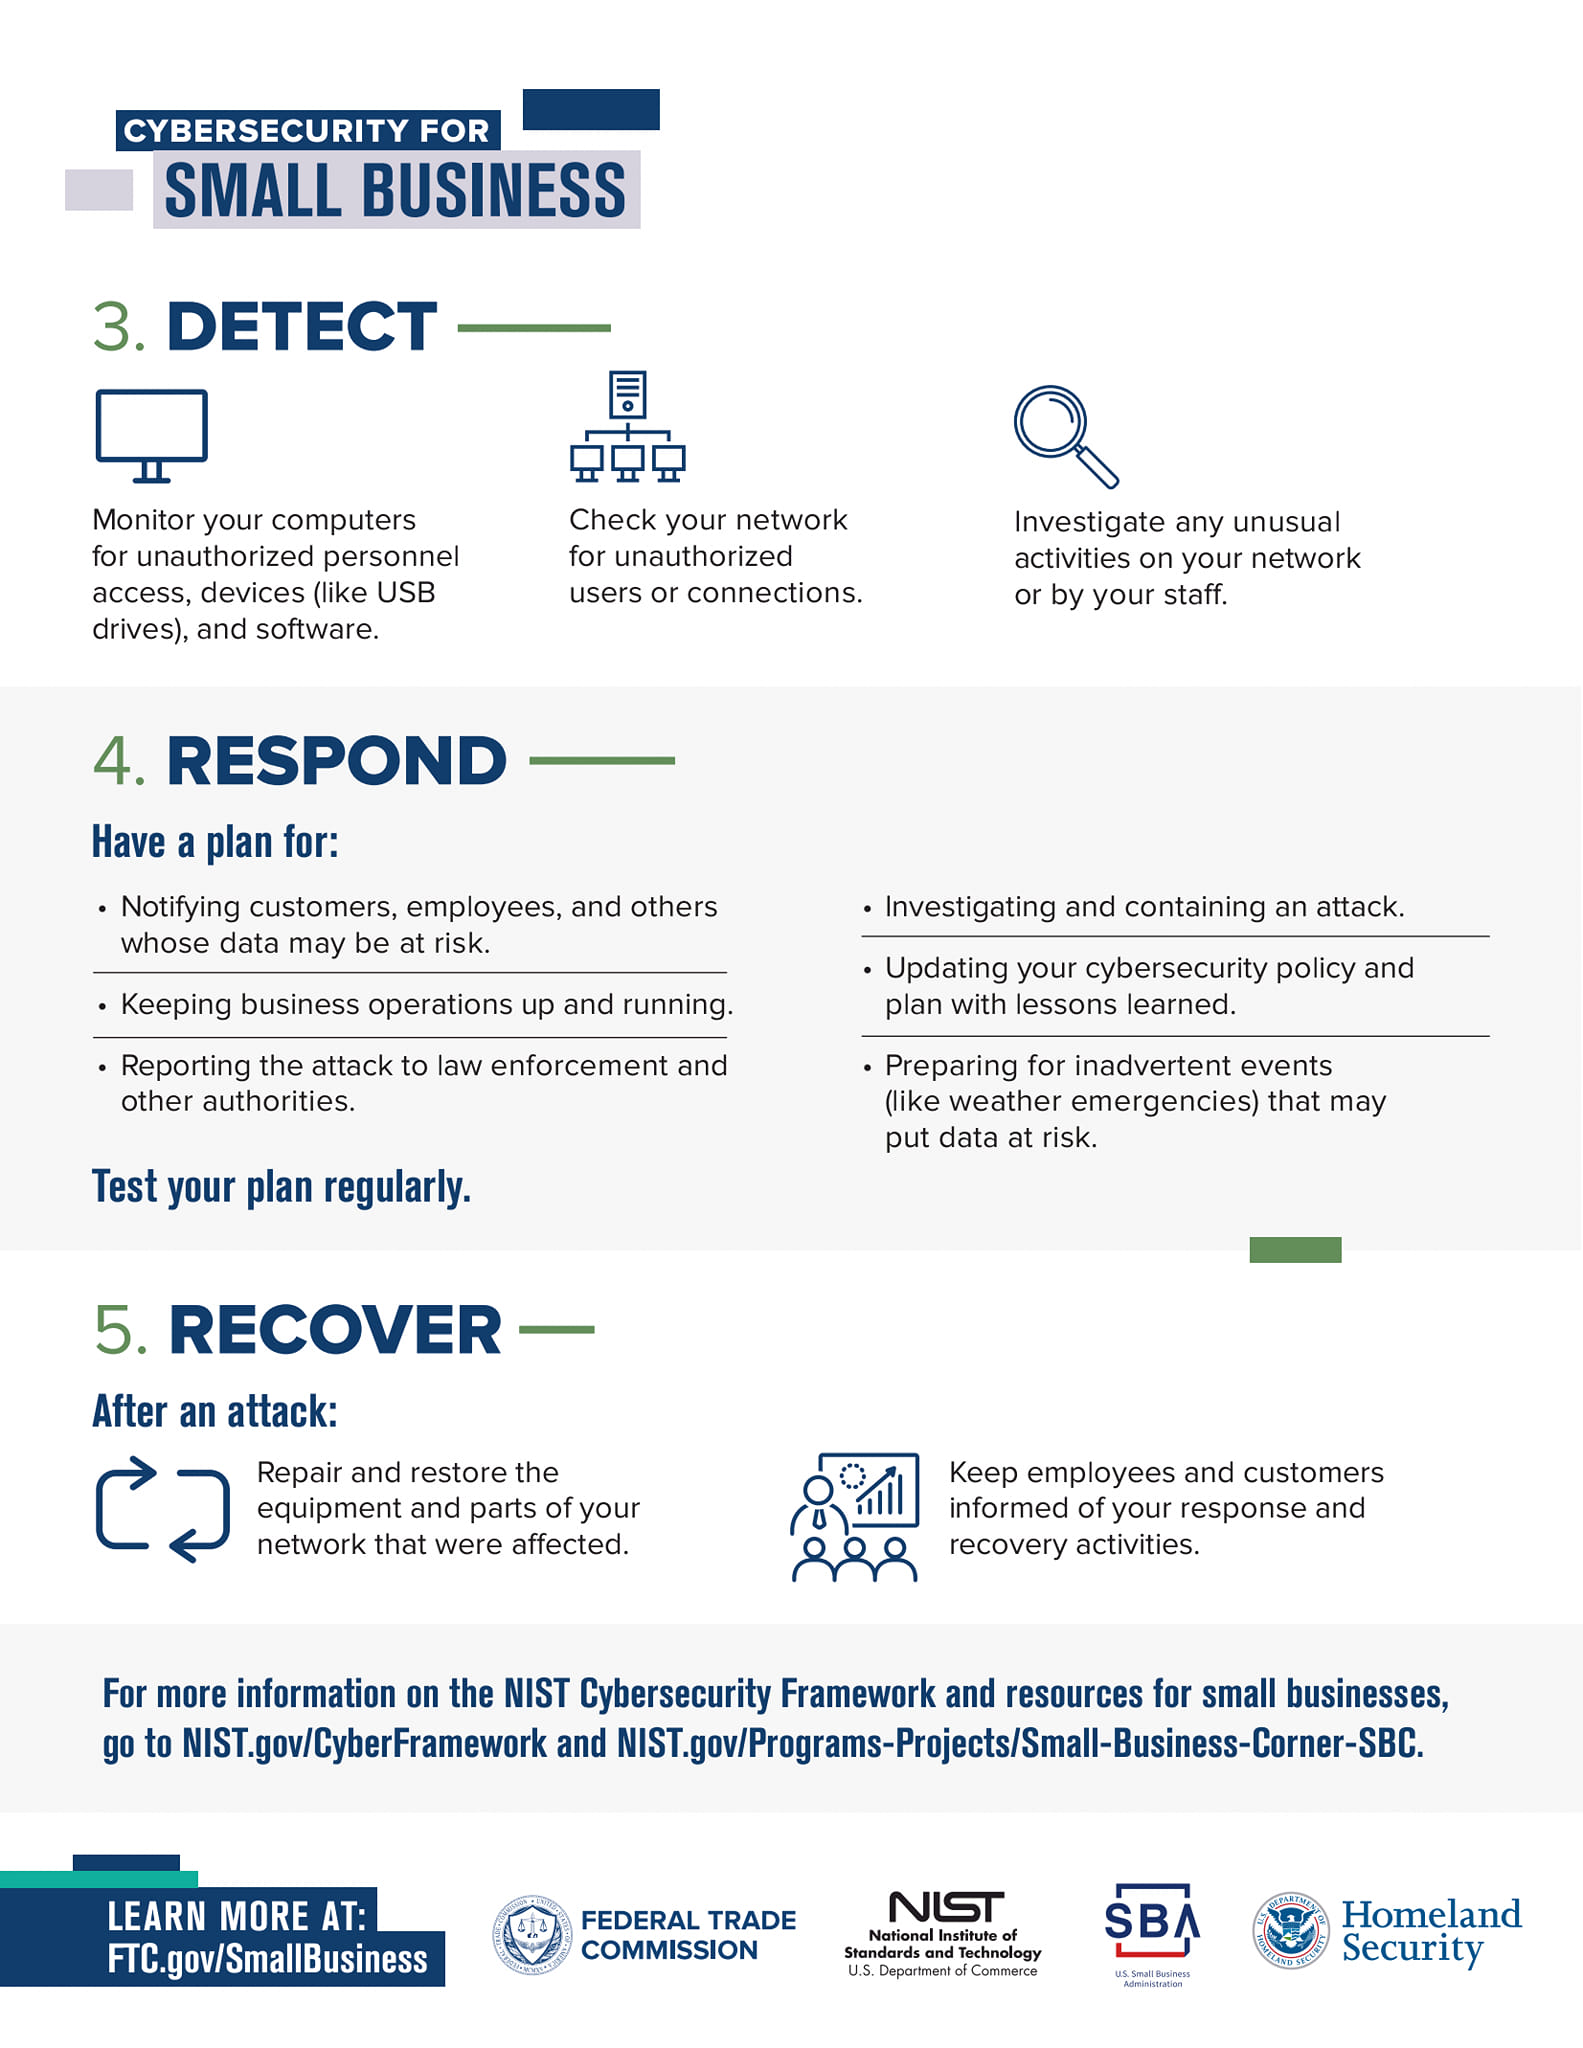 CYBERSECURITY FOR
SMALL BUSINESS
3. DETECT
Monitor your computers
for unauthorized personnel
access, devices (like USB
drives), and software.
Check your network
for unauthorized
users or connections.
Investigate any unusual
activities on your network
or by your staff.
4. RESPOND
Have a plan for:
• Notifying customers, employees, and others
whose data may be at risk.
• Keeping business operations up and running.
• Reporting the attack to law enforcement and
other authorities.
• Investigating and containing an attack.
• Updating your cybersecurity policy and
plan with lessons learned.
• Preparing for inadvertent events
(like weather emergencies) that may
put data at risk.
Test your plan regularly.
5. RECOVER
After an attack:
Repair and restore the
equipment and parts of your
network that were affected.
Keep employees and customers
informed of your response and
recovery activities.
For more information on the NIST Cybersecurity Framework and resources for small businesses,
go to NIST.gov/CyberFramework and NIST.gov/Programs-Projects/Small-Business-Corner-SBC.
LEARN MORE AT:
FTC.gov/SmallBusiness
FEDERAL TRADE
COMMISSION
NIST
National Institute of
Standards and Technology
U.S. Department of Commerce
SBA
U.S. Small Business
Administration
U.S. DEPARTMENT OF
HOMELAND SECURITY
Homeland
Security